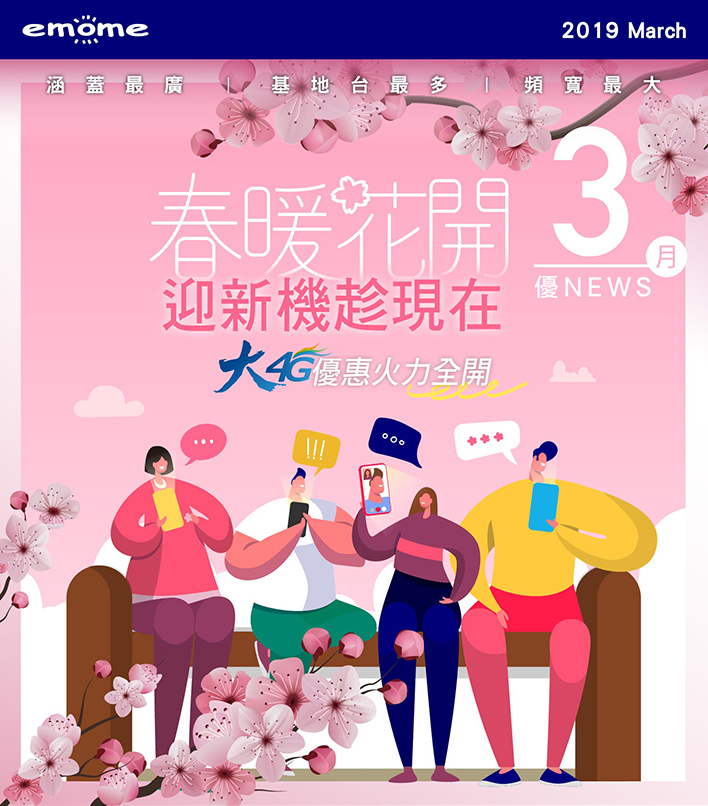 emome
2019 March
涵蓋最廣 | 基地台最多 | 頻寬最大
3月
優NEWS
春暖花開
迎新機趁現在
大4G優惠火力全開
...
!!!
ooo
***